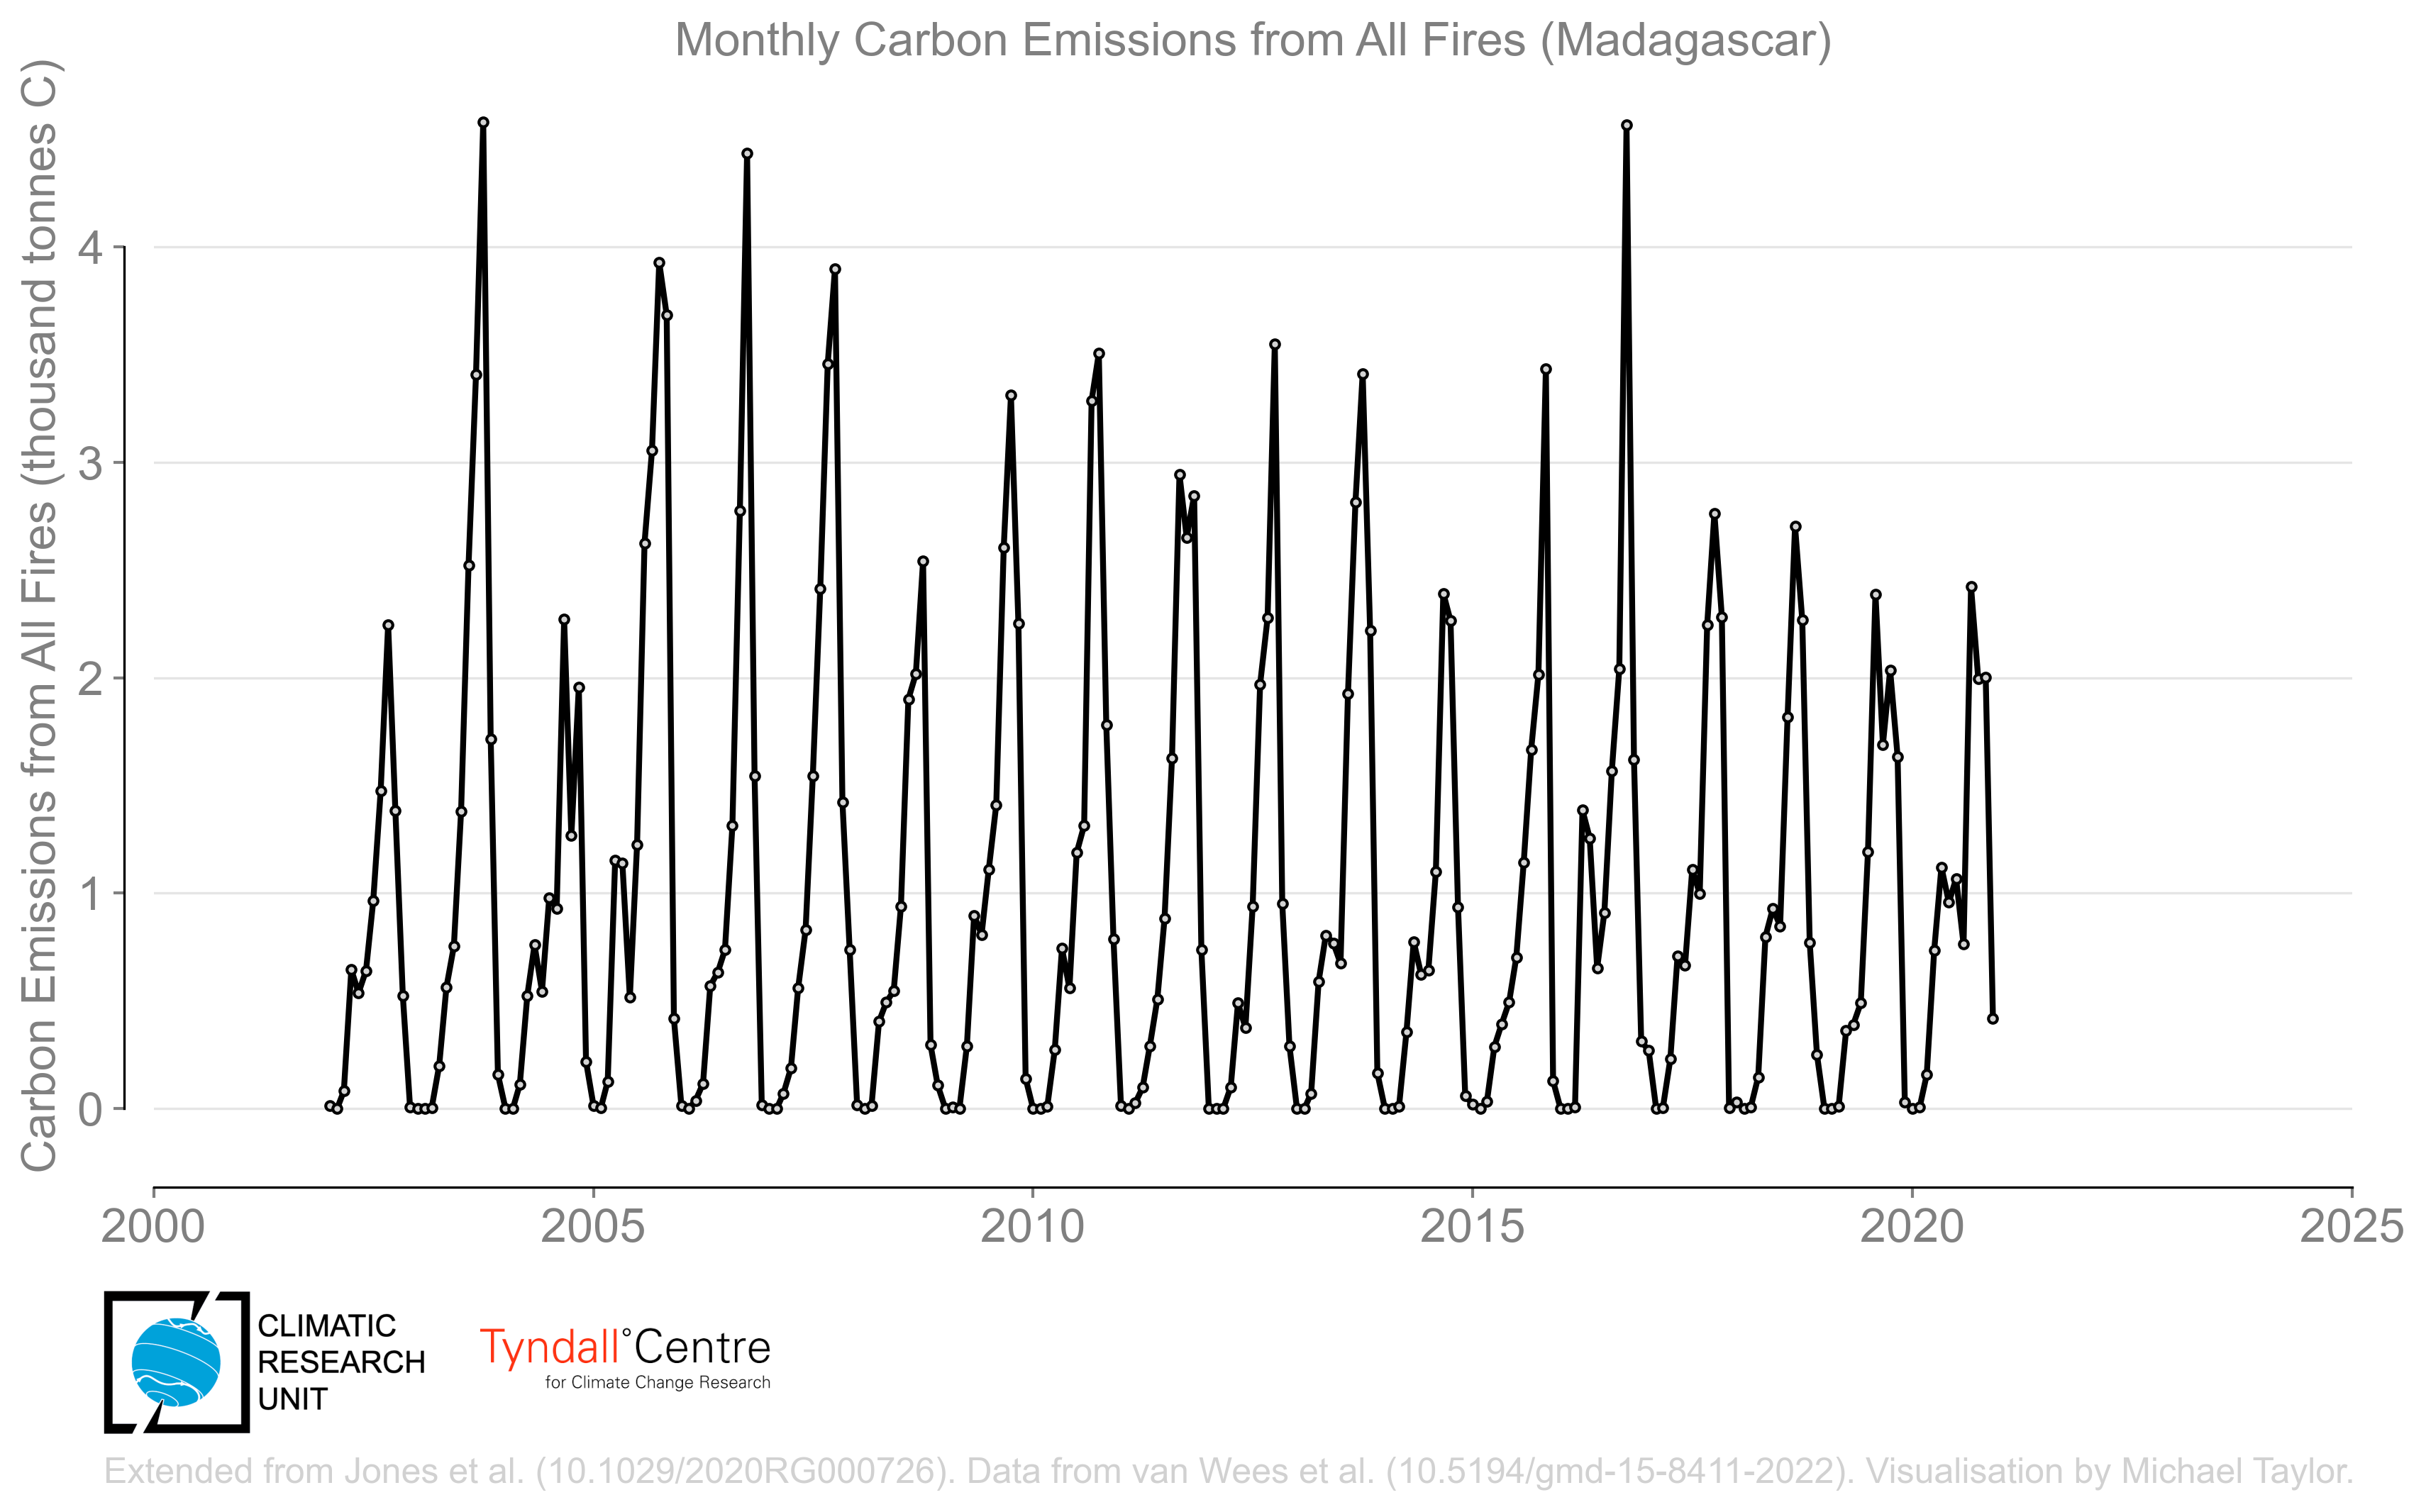 Monthly Carbon Emissions from All Fires (Madagascar)
Carbon Emissions from All Fires (thousand tonnes C)
4
3
2
1
0
2000 2005 2010 2015 2020 2025
CLIMATIC
RESEARCH
UNIT
Tyndall°Centre
for Climate Change Research
Extended from Jones et al. (10.1029/2020RG000726). Data from van Wees et al. (10.5194/gmd-15-8411-2022). Visualisation by Michael Taylor.